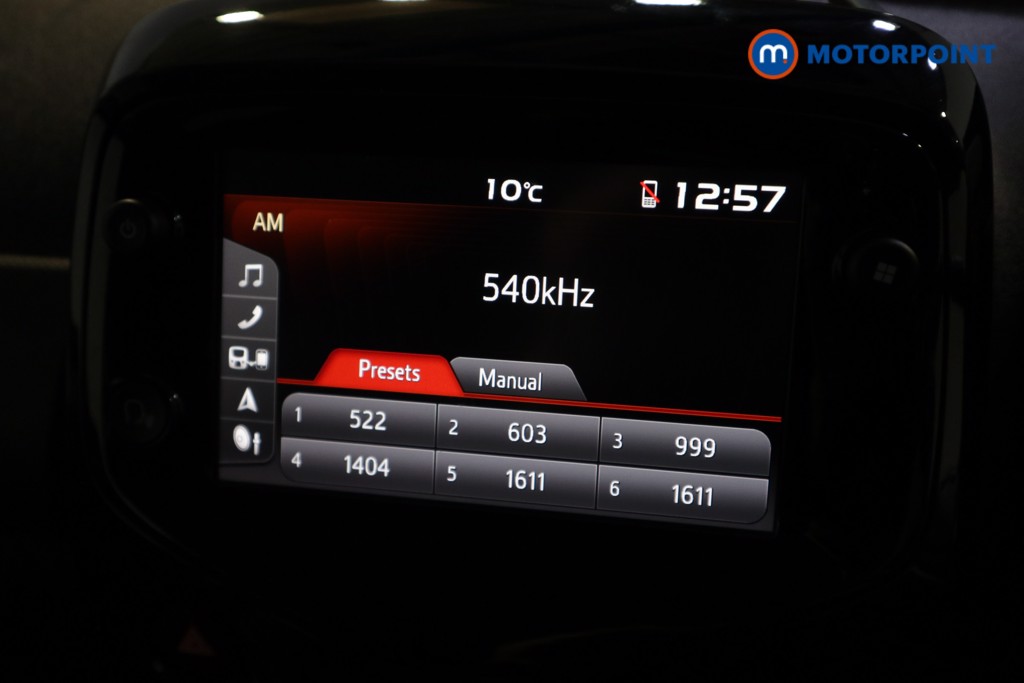 m. MOTORPOINT
10°C 12:57
AM
540kHz
Presets Manual
1 522 2 603 3 999
4 1404 5 1611 6 1611